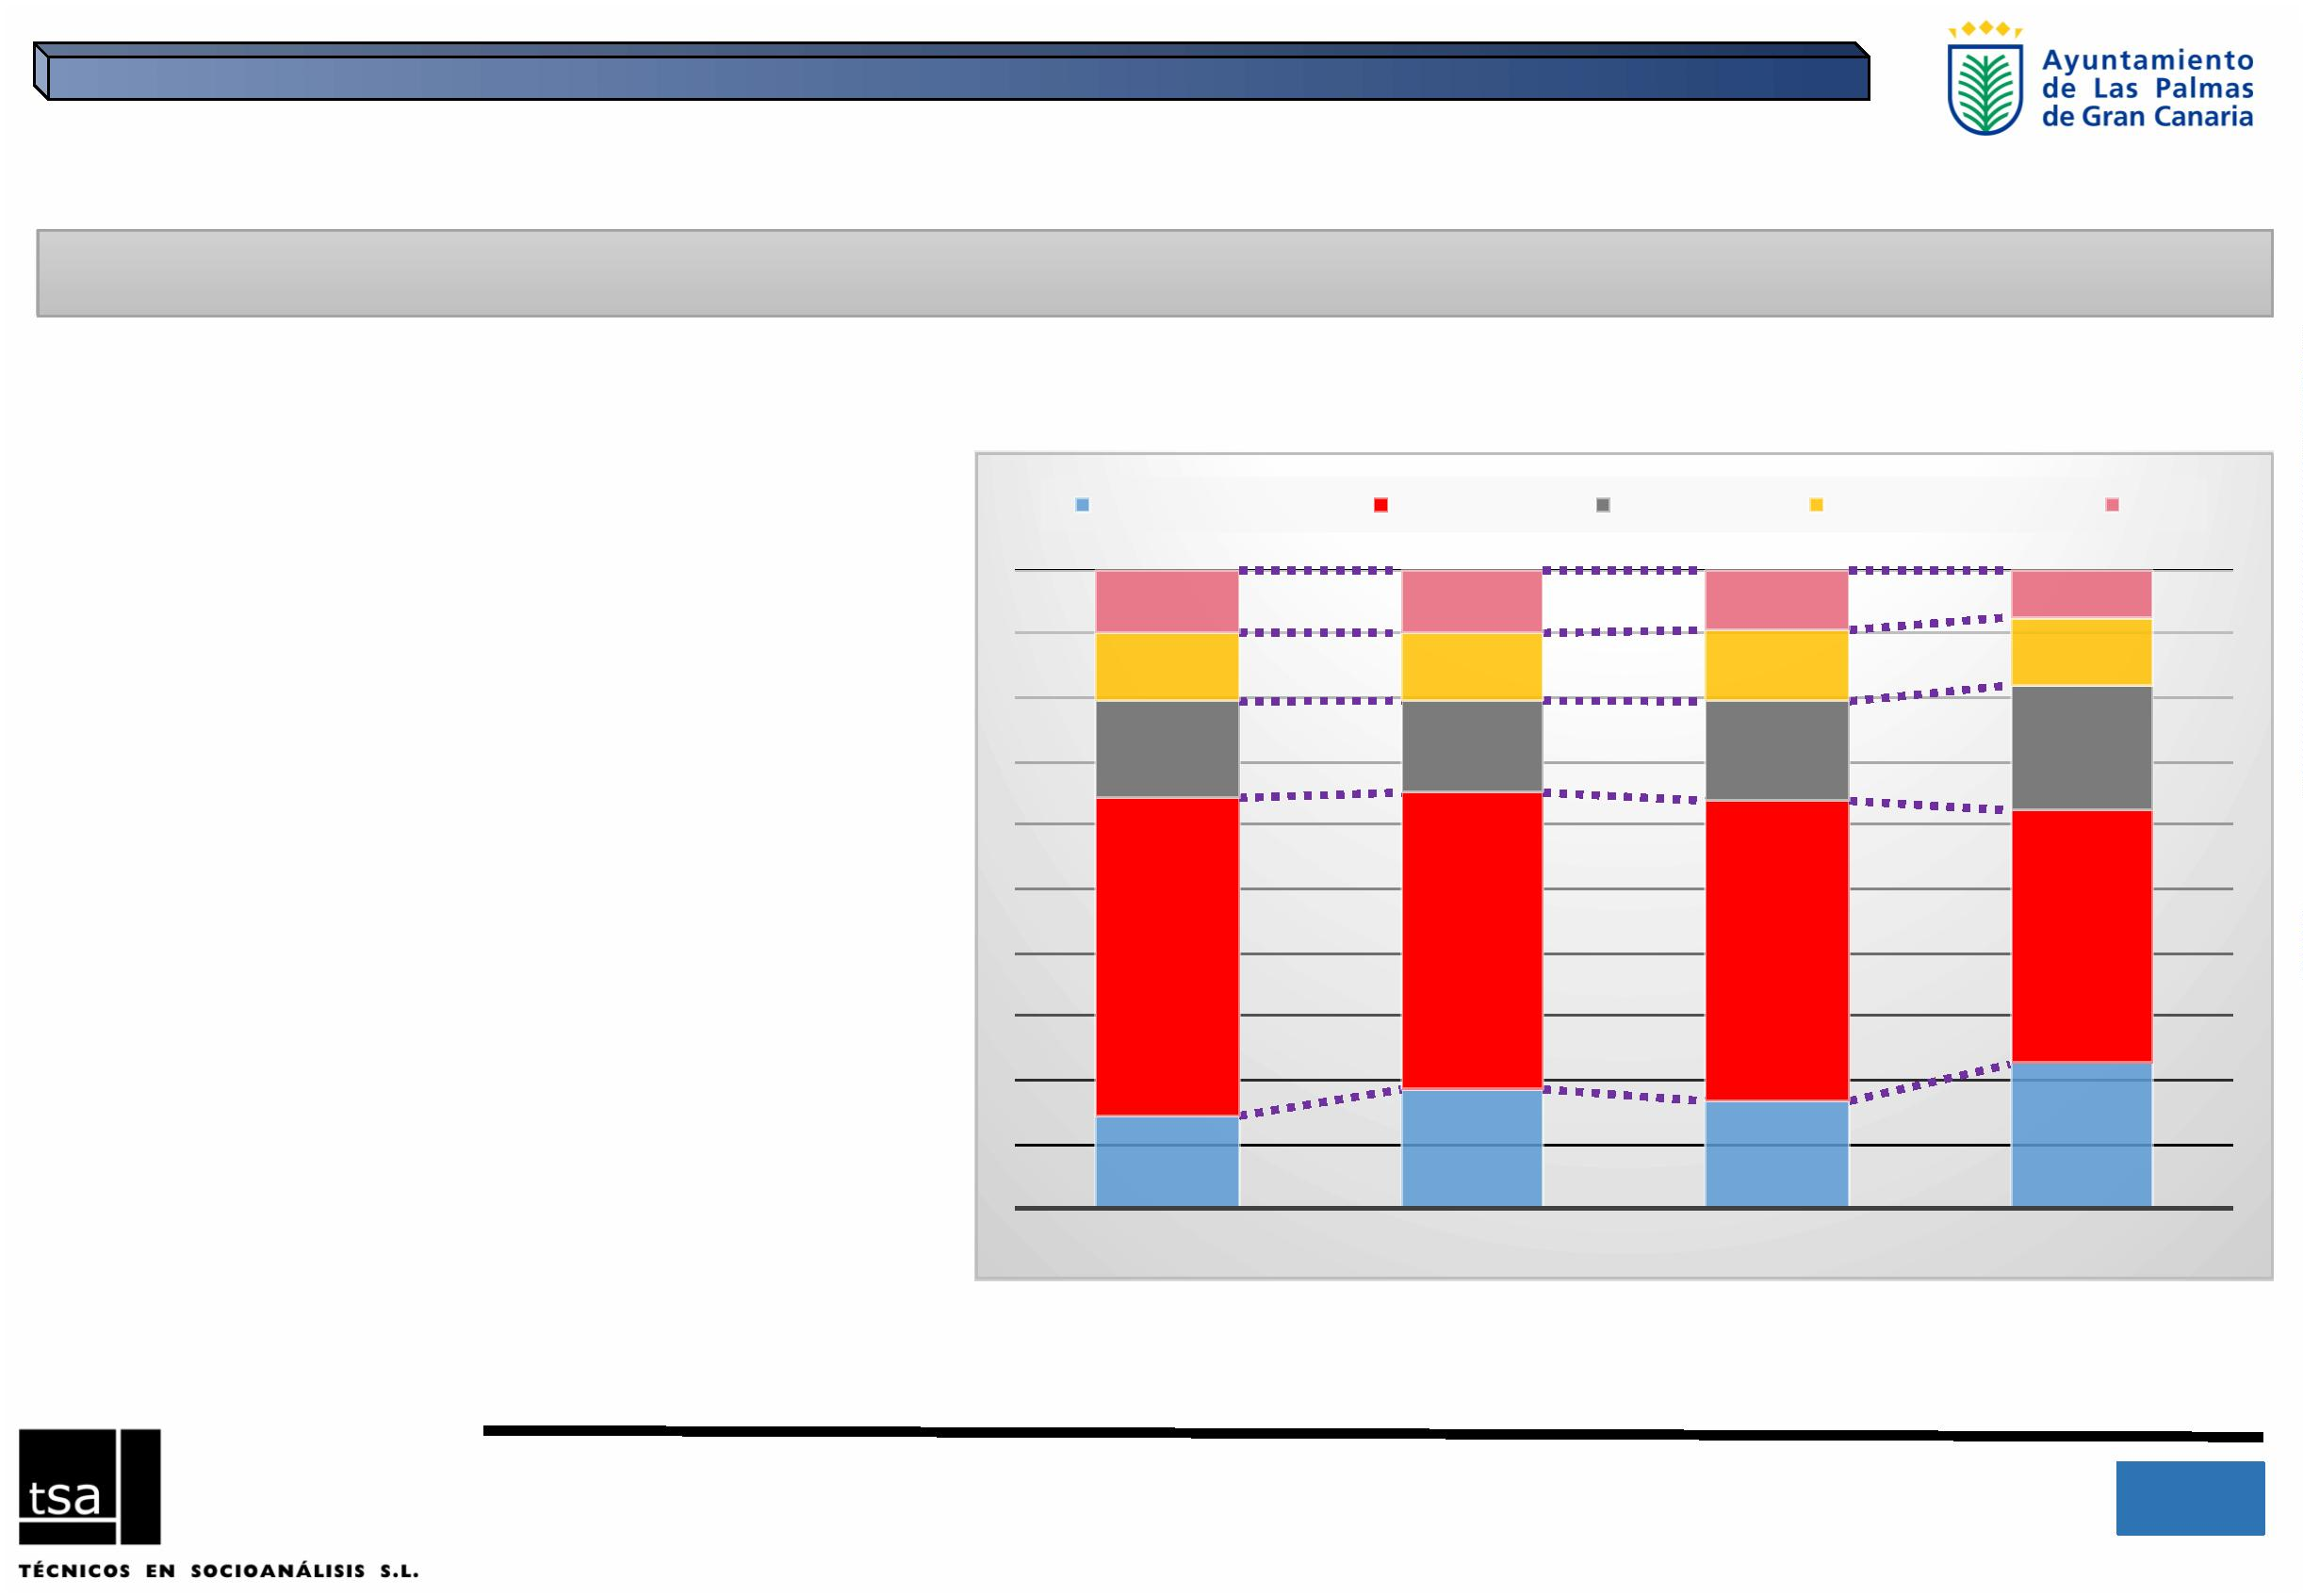 Ayuntamiento
de Las Palmas
de Gran Canaria
tsa
TÉCNICOS EN SOCIOANÁLISIS S.L.